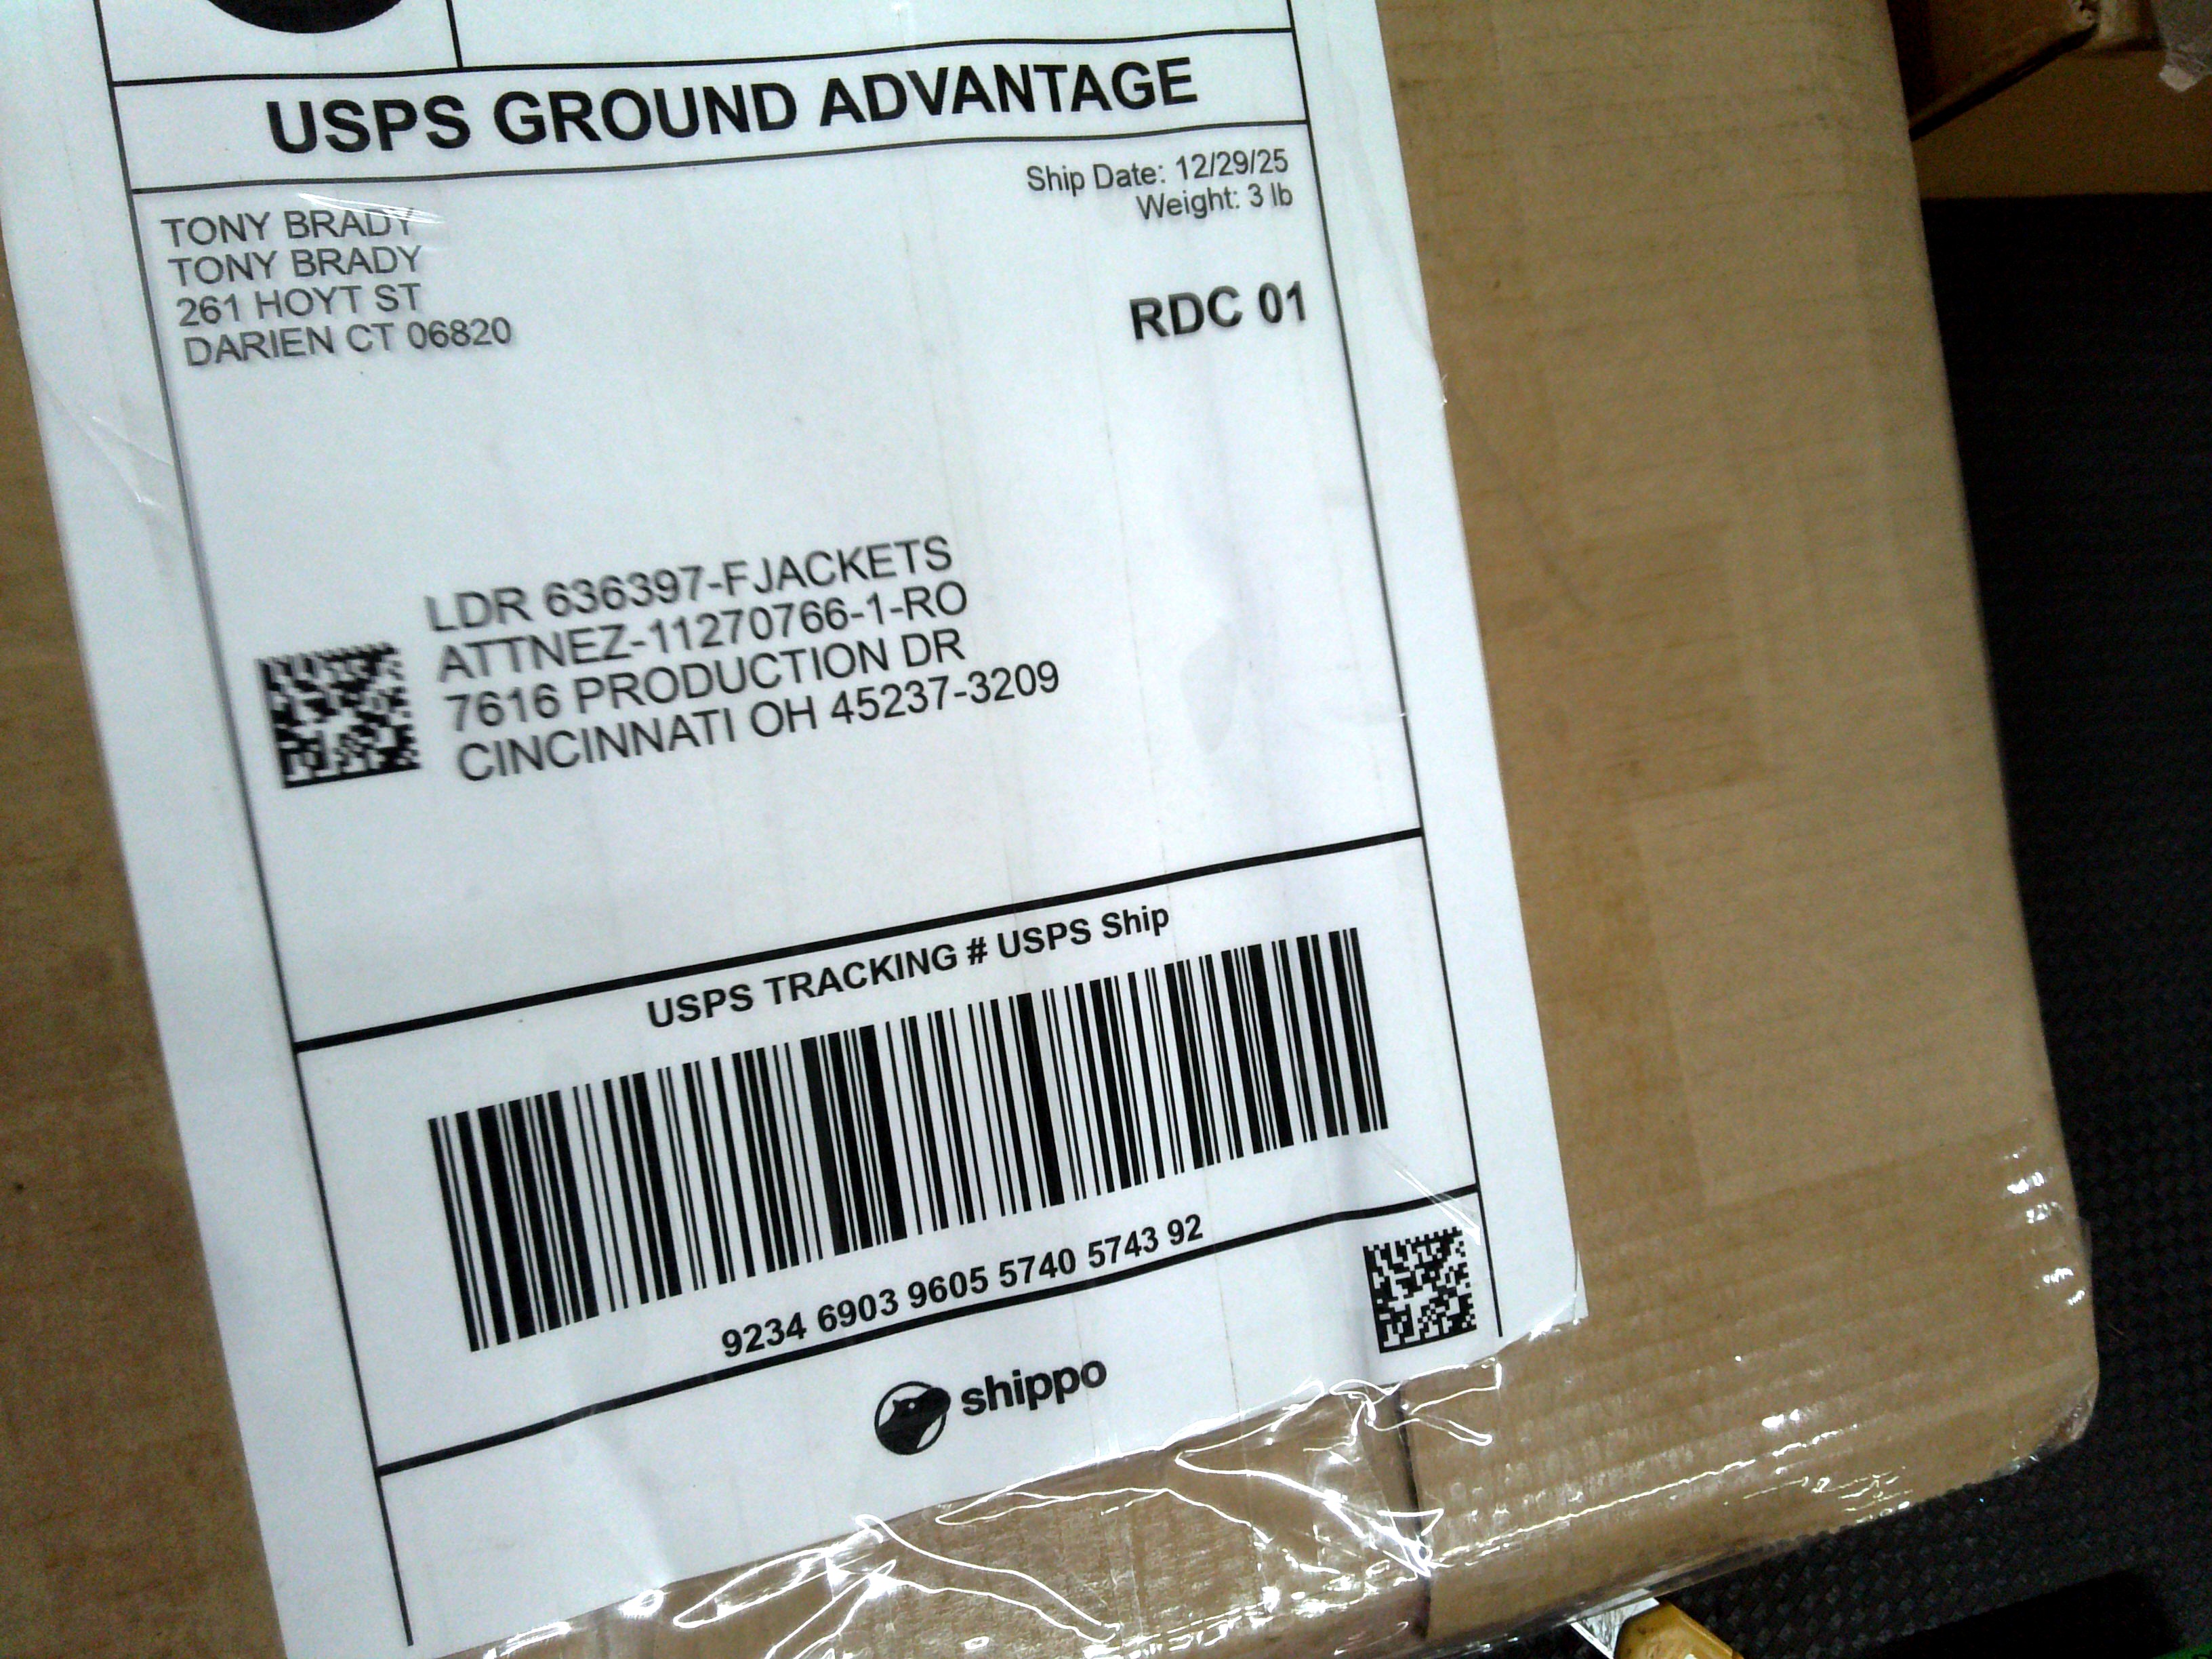 USPS GROUND ADVANTAGE
TONY BRADY
TONY BRADY
261 HOYT ST
DARIEN CT 06820
Ship Date: 12/29/25
Weight: 3 lb
RDC 01
LDR 636397-FJACKETS
ATTNEZ-11270766-1-RO
7616 PRODUCTION DR
CINCINNATI OH 45237-3209
USPS TRACKING # USPS Ship
9234 6903 9605 5740 5743 92
shippo